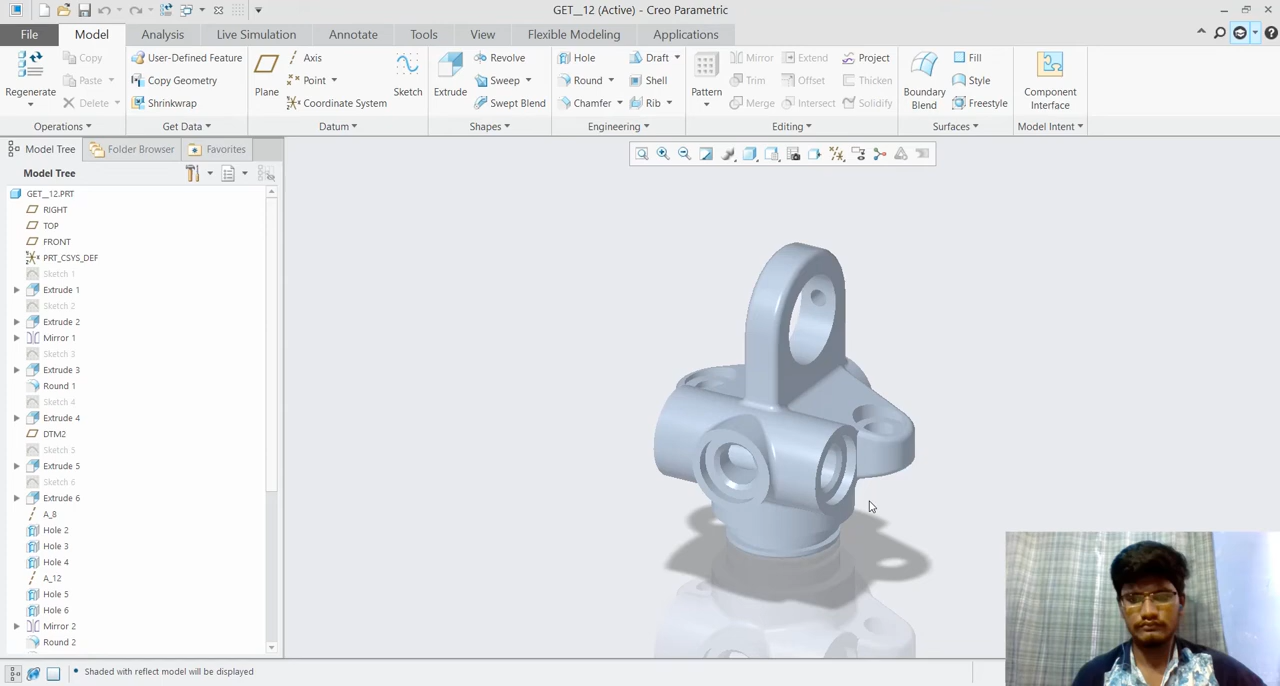 GET__12 (Active) - Creo Parametric
File Model Analysis Live Simulation Annotate Tools View Flexible Modeling Applications
Regenerate
Copy
Paste
Delete
Operations
User-Defined Feature
Copy Geometry
Shrinkwrap
Get Data
Plane
Axis
Point
Coordinate System
Sketch
Datum
Extrude
Revolve
Sweep
Swept Blend
Shapes
Hole
Round
Chamfer
Draft
Shell
Rib
Engineering
Pattern
Mirror
Trim
Merge
Extend
Offset
Intersect
Project
Thicken
Solidify
Editing
Boundary
Blend
Fill
Style
Freestyle
Surfaces
Component
Interface
Model Intent
Model Tree Folder Browser Favorites
Model Tree
GET__12.PRT
RIGHT
TOP
FRONT
PRT_CSYS_DEF
Sketch 1
Extrude 1
Sketch 2
Extrude 2
Mirror 1
Sketch 3
Extrude 3
Round 1
Sketch 4
Extrude 4
DTM2
Sketch 5
Extrude 5
Sketch 6
Extrude 6
A_8
Hole 2
Hole 3
Hole 4
A_12
Hole 5
Hole 6
Mirror 2
Round 2
• Shaded with reflect model will be displayed